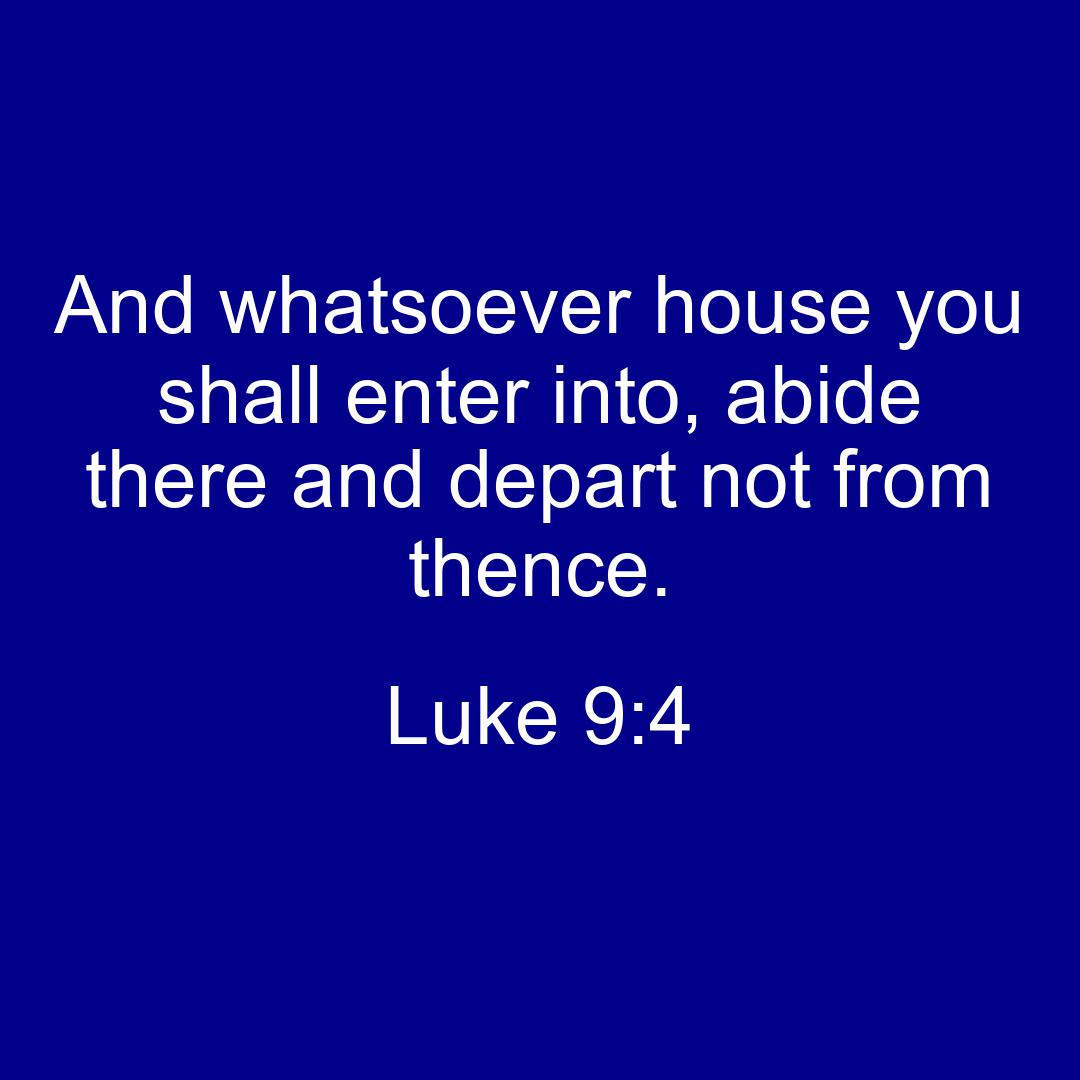 And whatsoever house you
shall enter into, abide
there and depart not from
thence.
Luke 9:4